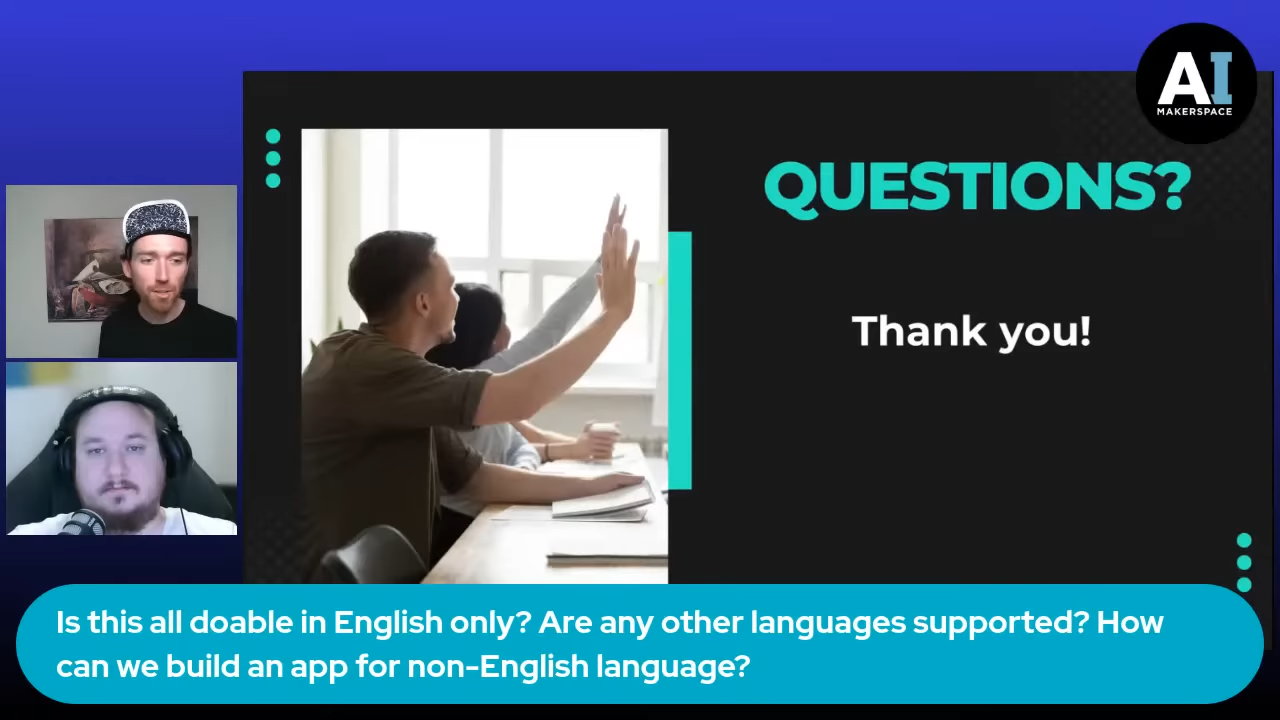 AI
MAKERSPACE
QUESTIONS?
Thank you!
Is this all doable in English only? Are any other languages supported? How
can we build an app for non-English language?